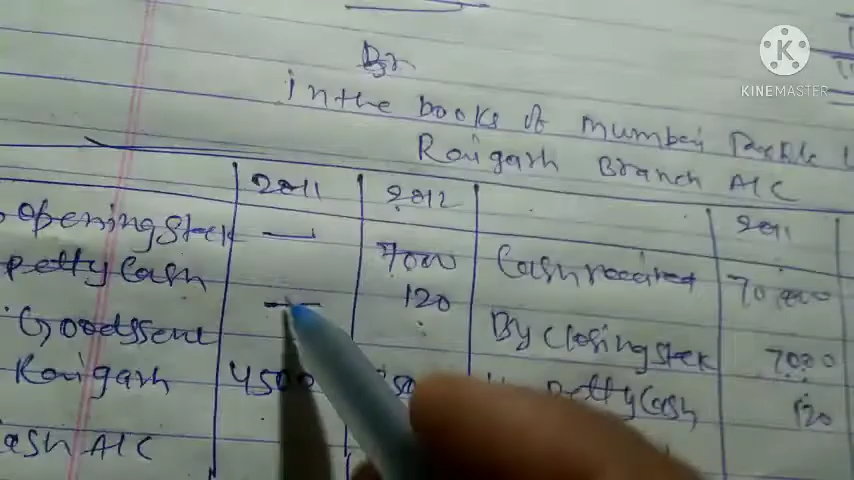 KINEMASTER
Dr
in the books of Mumbai Textile
Raigarh Branch A/C
2011 2012 2011
Opening Stock — 7000 Cash received 70,000
Petty Cash — 120 By Closing Stock 7000
Goods sent Petty Cash 120
Raigarh 4500
Cash A/C